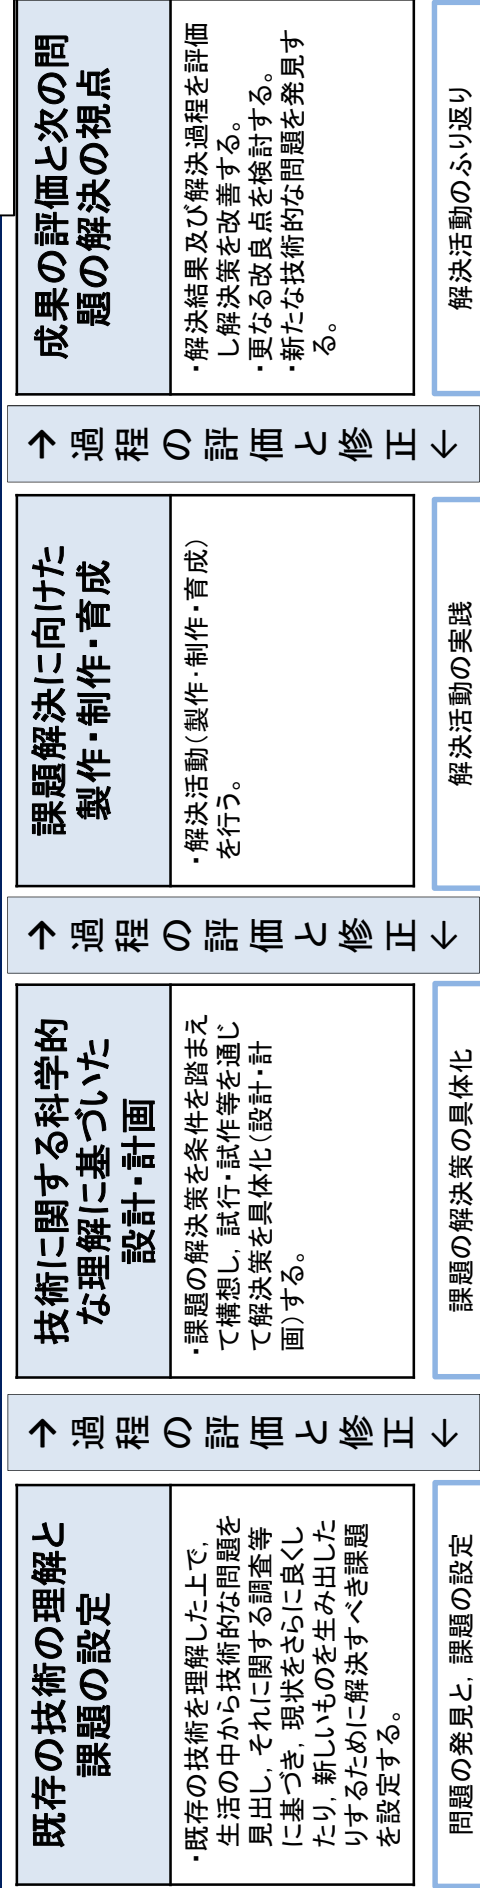 既存の技術の理解と
課題の設定
・既存の技術を理解した上で,
生活の中から技術的な問題を
見出し,それに関する調査等
に基づき,現状をさらに良くし
たり,新しいものを生み出した
りするために解決すべき課題
を設定する。
問題の発見と,課題の設定
→過程の評価と修正←
技術に関する科学的
な理解に基づいた
設計・計画
・課題の解決策を条件を踏まえ
て構想し,試行・試作等を通じ
て解決策を具体化(設計・計
画)する。
課題の解決策の具体化
→過程の評価と修正←
課題解決に向けた
製作・制作・育成
・解決活動(製作・制作・育成)
を行う。
解決活動の実践
→過程の評価と修正←
成果の評価と次の問
題の解決の視点
・解決結果及び解決過程を評価
し解決策を改善する。
・更なる改良点を検討する。
・新たな技術的な問題を発見す
る。
解決活動のふり返り